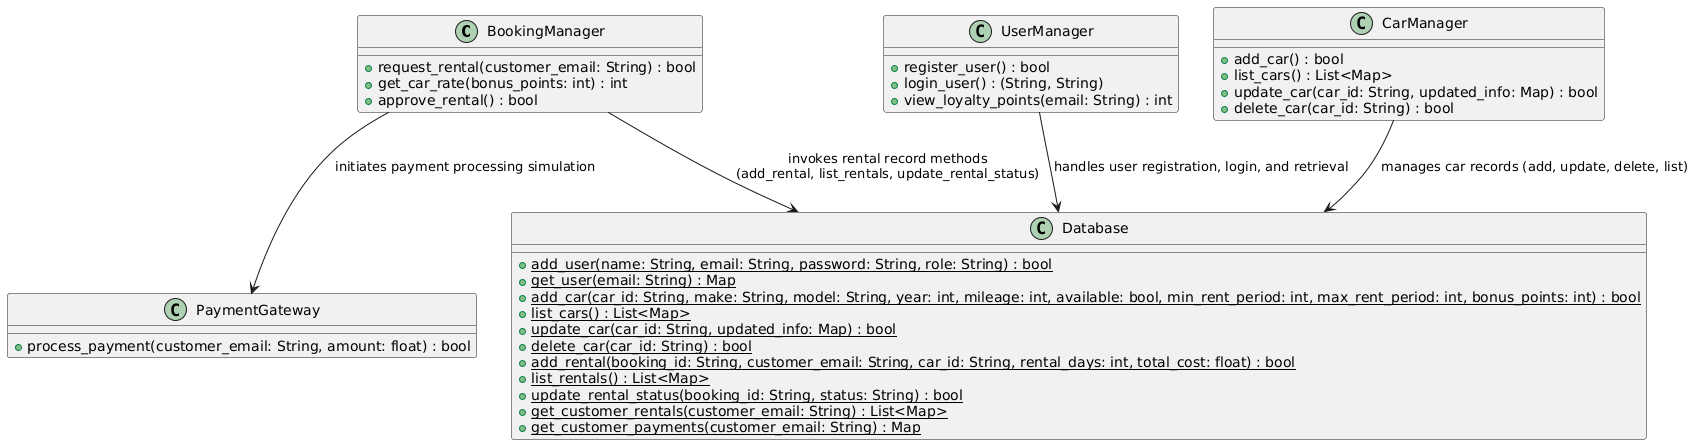 C BookingManager
+ request_rental(customer_email: String) : bool
+ get_car_rate(bonus_points: int) : int
+ approve_rental() : bool
C UserManager
+ register_user() : bool
+ login_user() : (String, String)
+ view_loyalty_points(email: String) : int
C CarManager
+ add_car() : bool
+ list_cars() : List<Map>
+ update_car(car_id: String, updated_info: Map) : bool
+ delete_car(car_id: String) : bool
initiates payment processing simulation
invokes rental record methods
(add_rental, list_rentals, update_rental_status)
handles user registration, login, and retrieval
manages car records (add, update, delete, list)
C PaymentGateway
+ process_payment(customer_email: String, amount: float) : bool
C Database
+ add_user(name: String, email: String, password: String, role: String) : bool
+ get_user(email: String) : Map
+ add_car(car_id: String, make: String, model: String, year: int, mileage: int, available: bool, min_rent_period: int, max_rent_period: int, bonus_points: int) : bool
+ list_cars() : List<Map>
+ update_car(car_id: String, updated_info: Map) : bool
+ delete_car(car_id: String) : bool
+ add_rental(booking_id: String, customer_email: String, car_id: String, rental_days: int, total_cost: float) : bool
+ list_rentals() : List<Map>
+ update_rental_status(booking_id: String, status: String) : bool
+ get_customer_rentals(customer_email: String) : List<Map>
+ get_customer_payments(customer_email: String) : Map